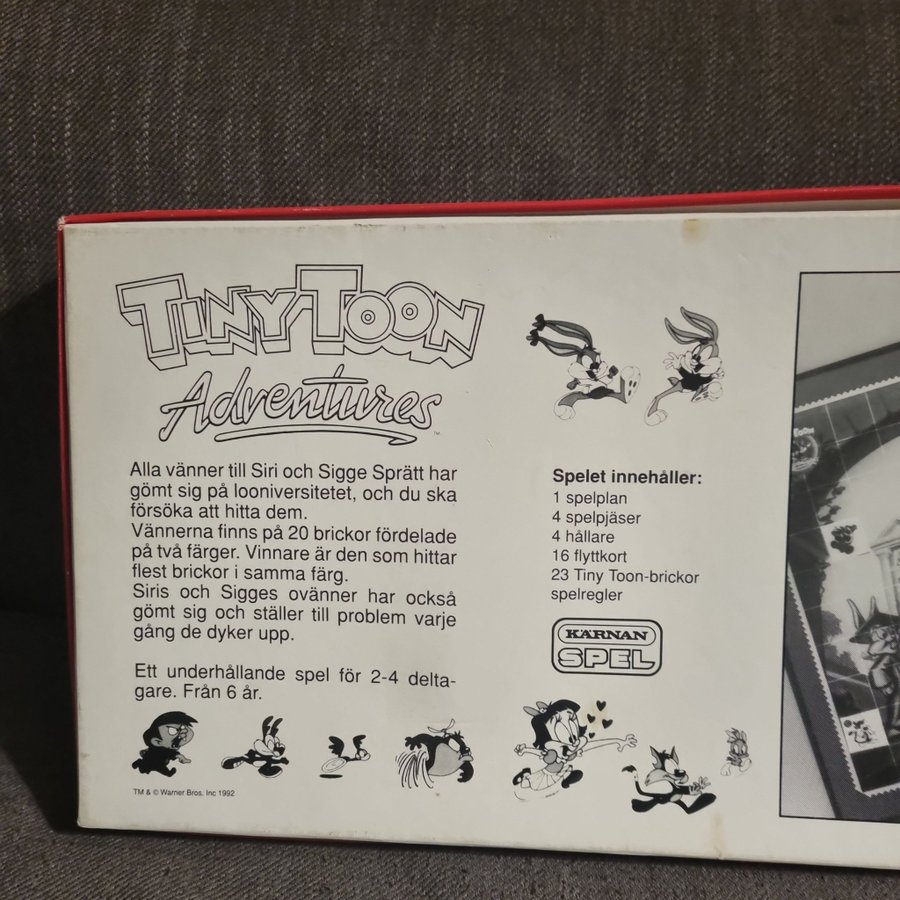 TINY TOON
Adventures
TM
Alla vänner till Siri och Sigge Sprätt har
gömt sig på looniversitetet, och du ska
försöka att hitta dem.
Vännerna finns på 20 brickor fördelade
på två färger. Vinnare är den som hittar
flest brickor i samma färg.
Siris och Sigges ovänner har också
gömt sig och ställer till problem varje
gång de dyker upp.
Ett underhållande spel för 2-4 delta-
gare. Från 6 år.
TM & © Warner Bros. Inc 1992
Spelet innehåller:
1 spelplan
4 spelpjäser
4 hållare
16 flyttkort
23 Tiny Toon-brickor
spelregler
KÄRNAN
SPEL